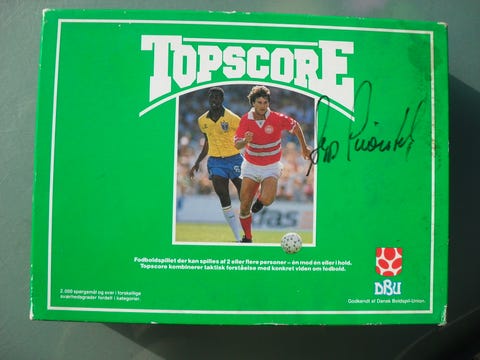 TOPSCORE
das
Fodboldspillet der kan spilles af 2 eller flere personer – én mod én eller i hold.
Topscore kombinerer taktisk forståelse med konkret viden om fodbold.
2.000 spørgsmål og svar i forskellige
sværhedsgrader fordelt i kategorier.
DBU
Godkendt af Dansk Boldspil-Union.